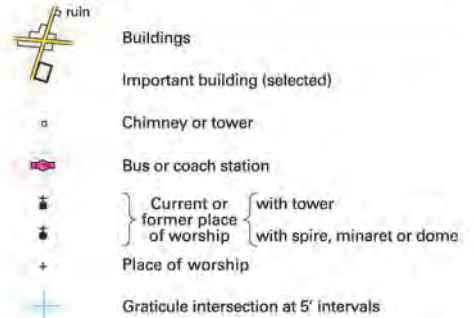 ruin
Buildings
Important building (selected)
Chimney or tower
Bus or coach station
Current or former place of worship
with tower
with spire, minaret or dome
Place of worship
Graticule intersection at 5' intervals